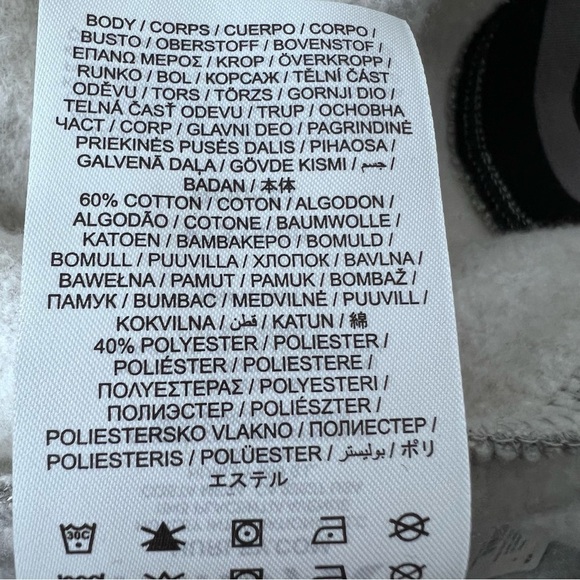 BODY / CORPS / CUERPO / CORPO /
BUSTO / OBERSTOFF / BOVENSTOF /
ΕΠΑΝΩ ΜΕΡΟΣ / KROP / ÖVERKROPP /
RUNKO / BOL / КОРСАЖ / TĚLNÍ ČÁST
ODĚVU / TORS / TÖRZS / GORNJI DIO /
TELNÁ ČASŤ ODEVU / TRUP / ОСНОВНА
ЧАСТ / CORP / GLAVNI DEO / PAGRINDINĖ
PRIEKINĖS PUSĖS DALIS / PIHAOSA /
GALVENĀ DAĻA / GÖVDE KISMI / جسم /
BADAN / 本体
60% COTTON / COTON / ALGODON /
ALGODÃO / COTONE / BAUMWOLLE /
KATOEN / ΒΑΜΒΑΚΕΡΟ / BOMULD /
BOMULL / PUUVILLA / ХЛОПОК / BAVLNA /
BAWEŁNA / PAMUT / PAMUK / BOMBAŽ /
ПАМУК / BUMBAC / MEDVILNĖ / PUUVILL /
KOKVILNA / قطن / KATUN / 綿
40% POLYESTER / POLIESTER /
POLIÉSTER / POLIESTERE /
ΠΟΛΥΕΣΤΕΡΑΣ / POLYESTERI /
ПОЛИЭСТЕР / POLIÉSZTER /
POLIESTERSKO VLAKNO / ПОЛИЕСТЕР /
POLIESTERIS / POLÜESTER / بوليستر / ポリ
エステル
30C